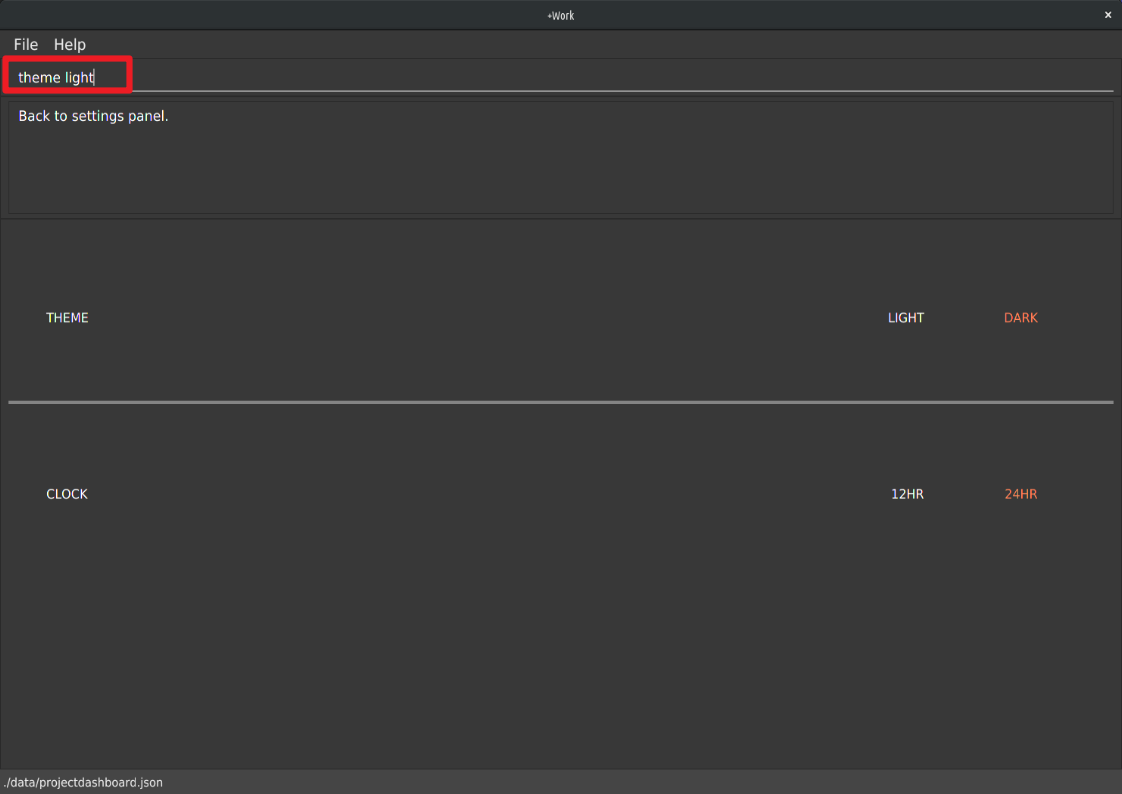 +Work
File Help
theme light
Back to settings panel.
THEME LIGHT DARK
CLOCK 12HR 24HR
./data/projectdashboard.json